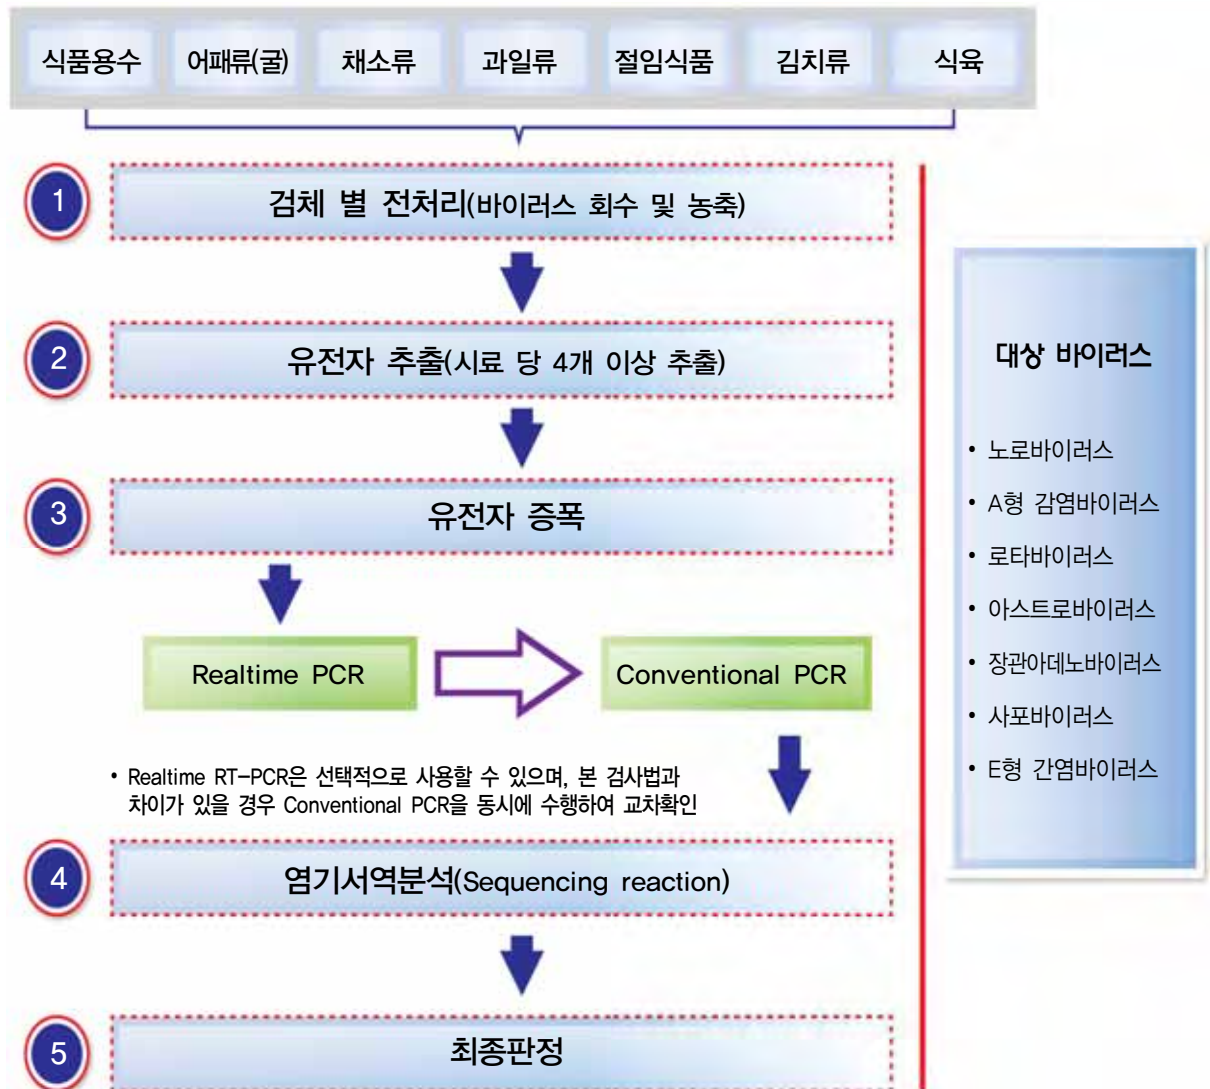 식품용수 어패류(굴) 채소류 과일류 절임식품 김치류 식육
1 검체 별 전처리(바이러스 회수 및 농축)
2 유전자 추출(시료 당 4개 이상 추출)
3 유전자 증폭
Realtime PCR Conventional PCR
• Realtime RT-PCR은 선택적으로 사용할 수 있으며, 본 검사법과
차이가 있을 경우 Conventional PCR을 동시에 수행하여 교차확인
4 염기서역분석(Sequencing reaction)
5 최종판정
대상 바이러스
• 노로바이러스
• A형 감염바이러스
• 로타바이러스
• 아스트로바이러스
• 장관아데노바이러스
• 사포바이러스
• E형 간염바이러스